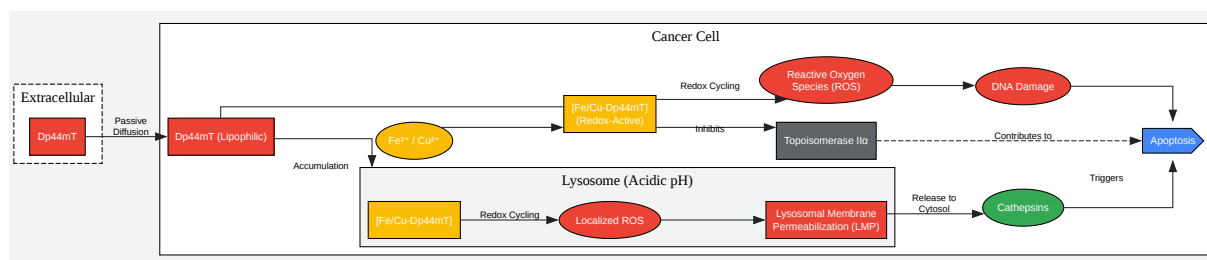 Cancer Cell
Extracellular
Dp44mT
Passive
Diffusion
Dp44mT (Lipophilic)
Accumulation
Fe³⁺ / Cu²⁺
[Fe/Cu-Dp44mT]
(Redox-Active)
Redox Cycling
Inhibits
Reactive Oxygen
Species (ROS)
DNA Damage
Topoisomerase IIα
Contributes to
Apoptosis
Lysosome (Acidic pH)
[Fe/Cu-Dp44mT]
Redox Cycling
Localized ROS
Lysosomal Membrane
Permeabilization (LMP)
Release to
Cytosol
Cathepsins
Triggers